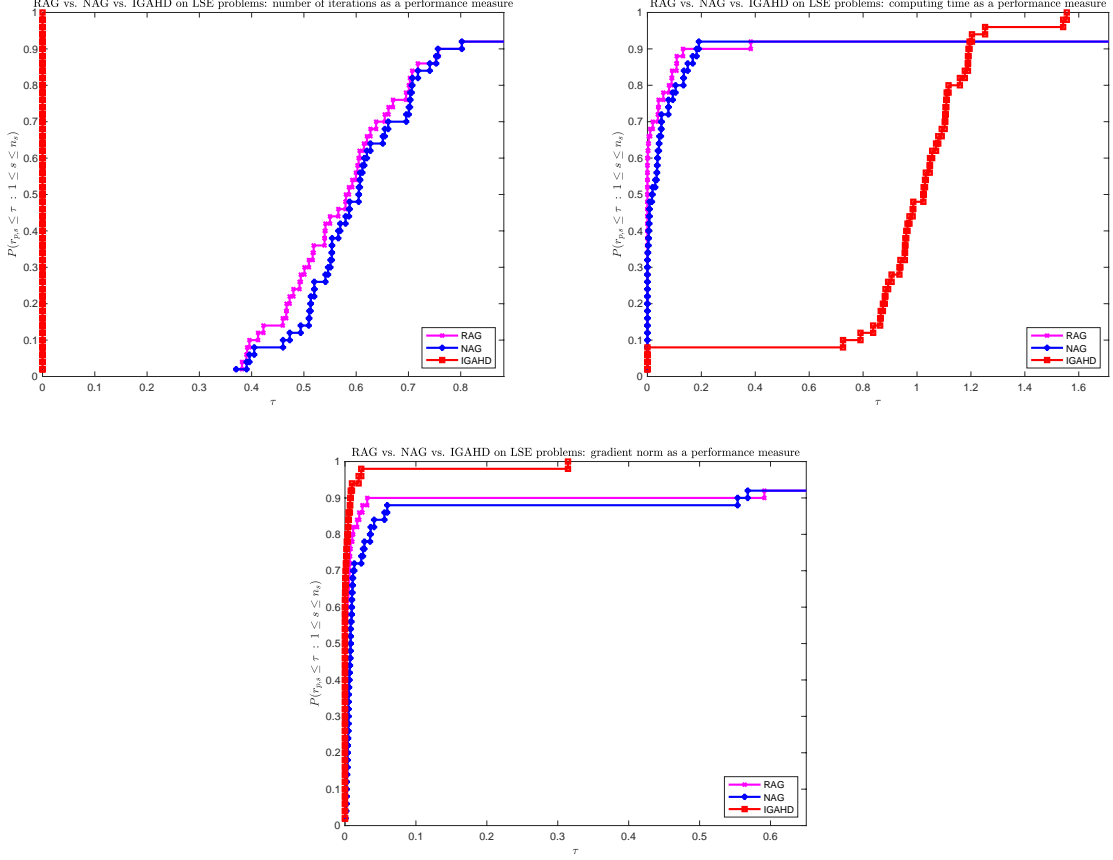 RAG vs. NAG vs. IGAHD on LSE problems: number of iterations as a performance measure
1
0.9
0.8
0.7
0.6
0.5
0.4
0.3
0.2
0.1
0
P(r_{p,s} ≤ τ : 1 ≤ s ≤ n_s)
0 0.1 0.2 0.3 0.4 0.5 0.6 0.7 0.8
τ
RAG
NAG
IGAHD
RAG vs. NAG vs. IGAHD on LSE problems: computing time as a performance measure
1
0.9
0.8
0.7
0.6
0.5
0.4
0.3
0.2
0.1
0
P(r_{p,s} ≤ τ : 1 ≤ s ≤ n_s)
0 0.2 0.4 0.6 0.8 1 1.2 1.4 1.6
τ
RAG
NAG
IGAHD
RAG vs. NAG vs. IGAHD on LSE problems: gradient norm as a performance measure
1
0.9
0.8
0.7
0.6
0.5
0.4
0.3
0.2
0.1
0
P(r_{p,s} ≤ τ : 1 ≤ s ≤ n_s)
0 0.1 0.2 0.3 0.4 0.5 0.6
τ
RAG
NAG
IGAHD